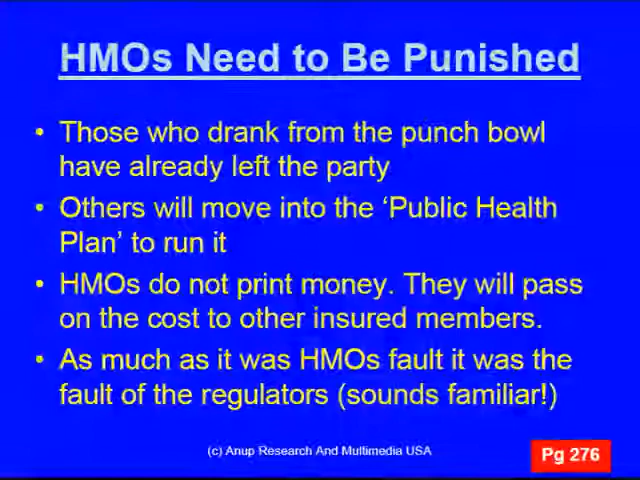 HMOs Need to Be Punished
• Those who drank from the punch bowl
have already left the party
• Others will move into the ‘Public Health
Plan’ to run it
• HMOs do not print money. They will pass
on the cost to other insured members.
• As much as it was HMOs fault it was the
fault of the regulators (sounds familiar!)
(c) Anup Research And Multimedia USA
Pg 276